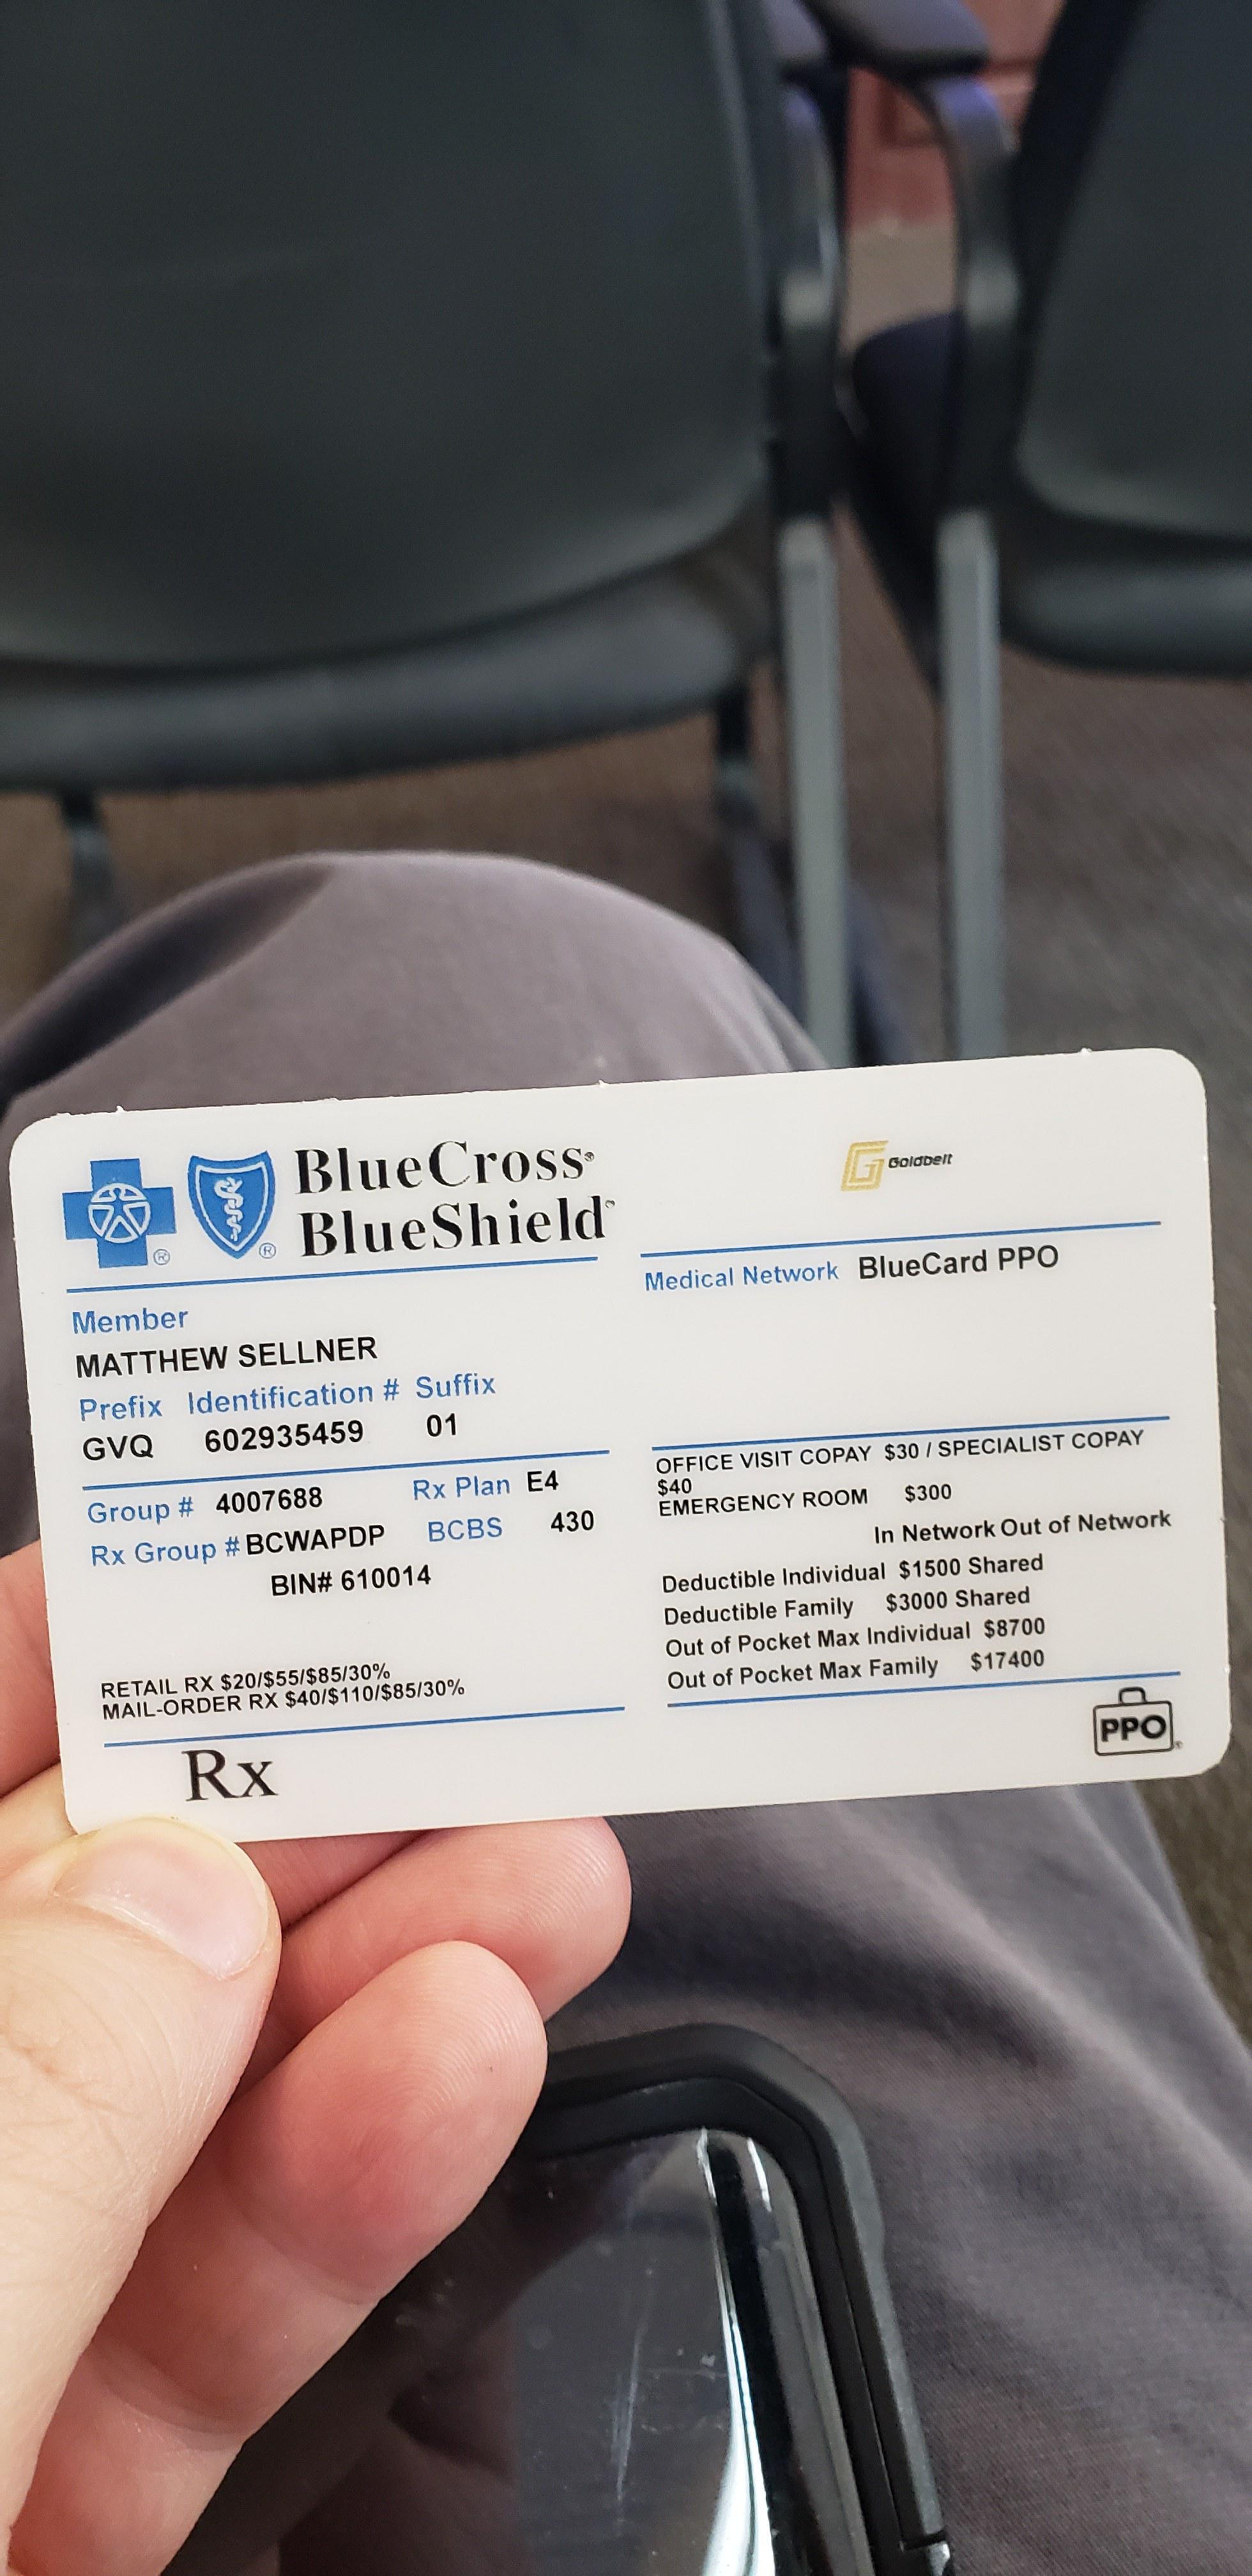 BlueCross®
BlueShield®
Goldbelt
Medical Network BlueCard PPO
Member
MATTHEW SELLNER
Prefix Identification # Suffix
GVQ 602935459 01
Group # 4007688 Rx Plan E4
Rx Group # BCWAPDP BCBS 430
BIN# 610014
RETAIL RX $20/$55/$85/30%
MAIL-ORDER RX $40/$110/$85/30%
Rx
OFFICE VISIT COPAY $30 / SPECIALIST COPAY
$40
EMERGENCY ROOM $300
In Network Out of Network
Deductible Individual $1500 Shared
Deductible Family $3000 Shared
Out of Pocket Max Individual $8700
Out of Pocket Max Family $17400
PPO®